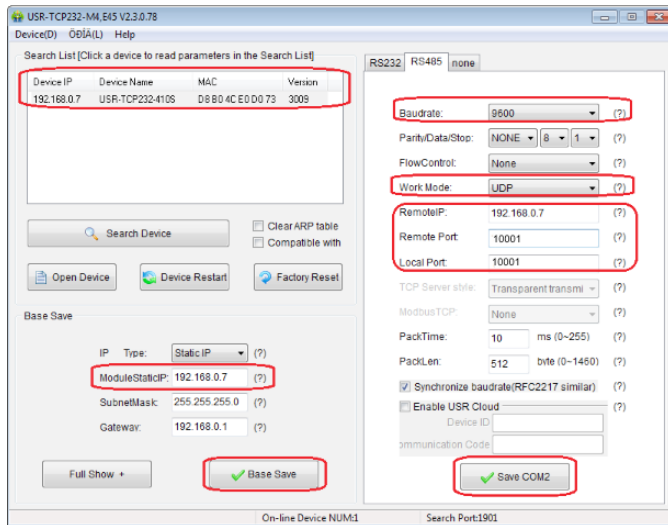 USR-TCP232-M4,E45 V2.3.0.78
Device(D) ÓïÑÔ(L) Help
Search List [Click a device to read parameters in the Search List]
Device IP Device Name MAC Version
192.168.0.7 USR-TCP232-410S D8 B0 4C E0 D0 73 3009
Search Device
Clear ARP table
Compatible with
Open Device Device Restart Factory Reset
Base Save
IP Type: Static IP (?)
ModuleStaticIP: 192.168.0.7 (?)
SubnetMask: 255.255.255.0 (?)
Gateway: 192.168.0.1 (?)
Full Show + Base Save
RS232 RS485 none
Baudrate: 9600 (?)
Parity/Data/Stop: NONE 8 1 (?)
FlowControl: None (?)
Work Mode: UDP (?)
RemoteIP: 192.168.0.7 (?)
Remote Port: 10001 (?)
Local Port: 10001 (?)
TCP Server style: Transparent transmi (?)
ModbusTCP: None (?)
PackTime: 10 ms (0~255) (?)
PackLen: 512 byte (0~1460) (?)
Synchronize baudrate(RFC2217 similar) (?)
Enable USR Cloud (?)
Device ID
ommunication Code
Save COM2
On-line Device NUM:1 Search Port:1901